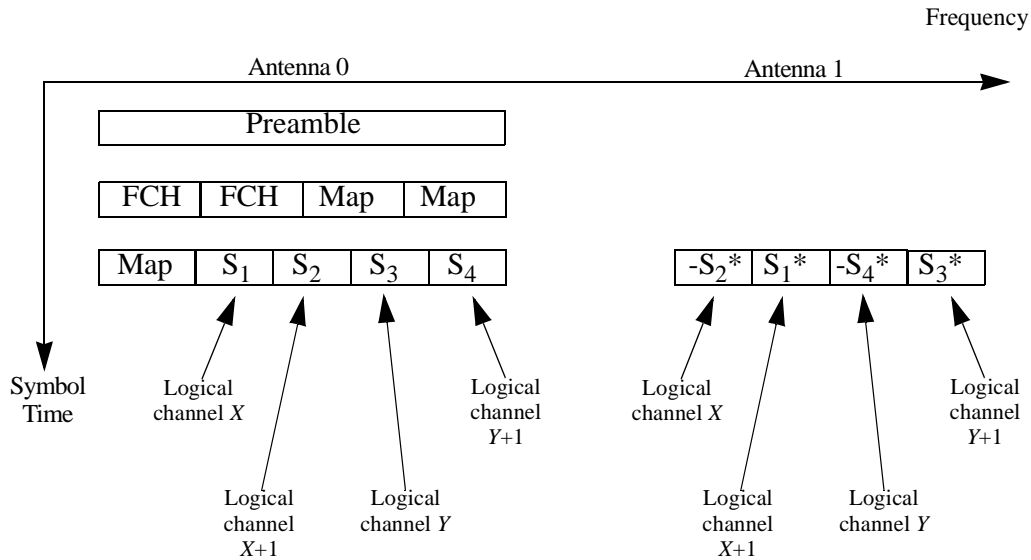 Frequency
Antenna 0
Antenna 1
Preamble
FCH FCH Map Map
Map S1 S2 S3 S4
-S2* S1* -S4* S3*
Symbol
Time
Logical
channel X
Logical
channel
Y+1
Logical
channel X
Logical
channel
Y+1
Logical
channel
X+1
Logical
channel Y
Logical
channel
X+1
Logical
channel Y